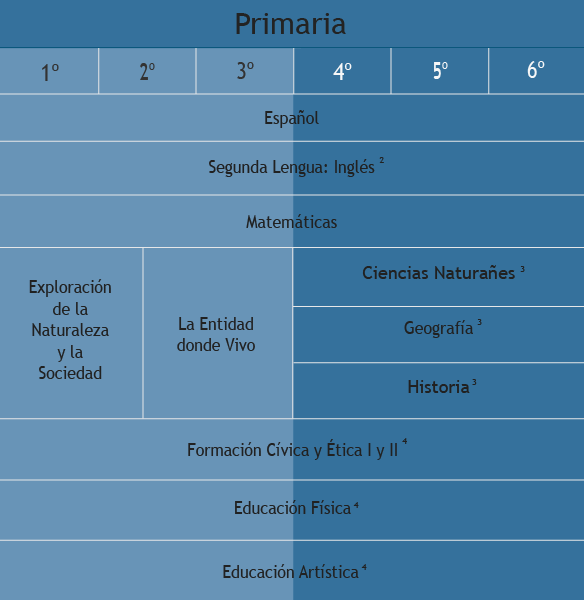 Primaria
1º 2º 3º 4º 5º 6º
Español
Segunda Lengua: Inglés ²
Matemáticas
Exploración
de la
Naturaleza
y la
Sociedad
La Entidad
donde Vivo
Ciencias Naturañes ³
Geografía ³
Historia ³
Formación Cívica y Ética I y II ⁴
Educación Física ⁴
Educación Artística ⁴